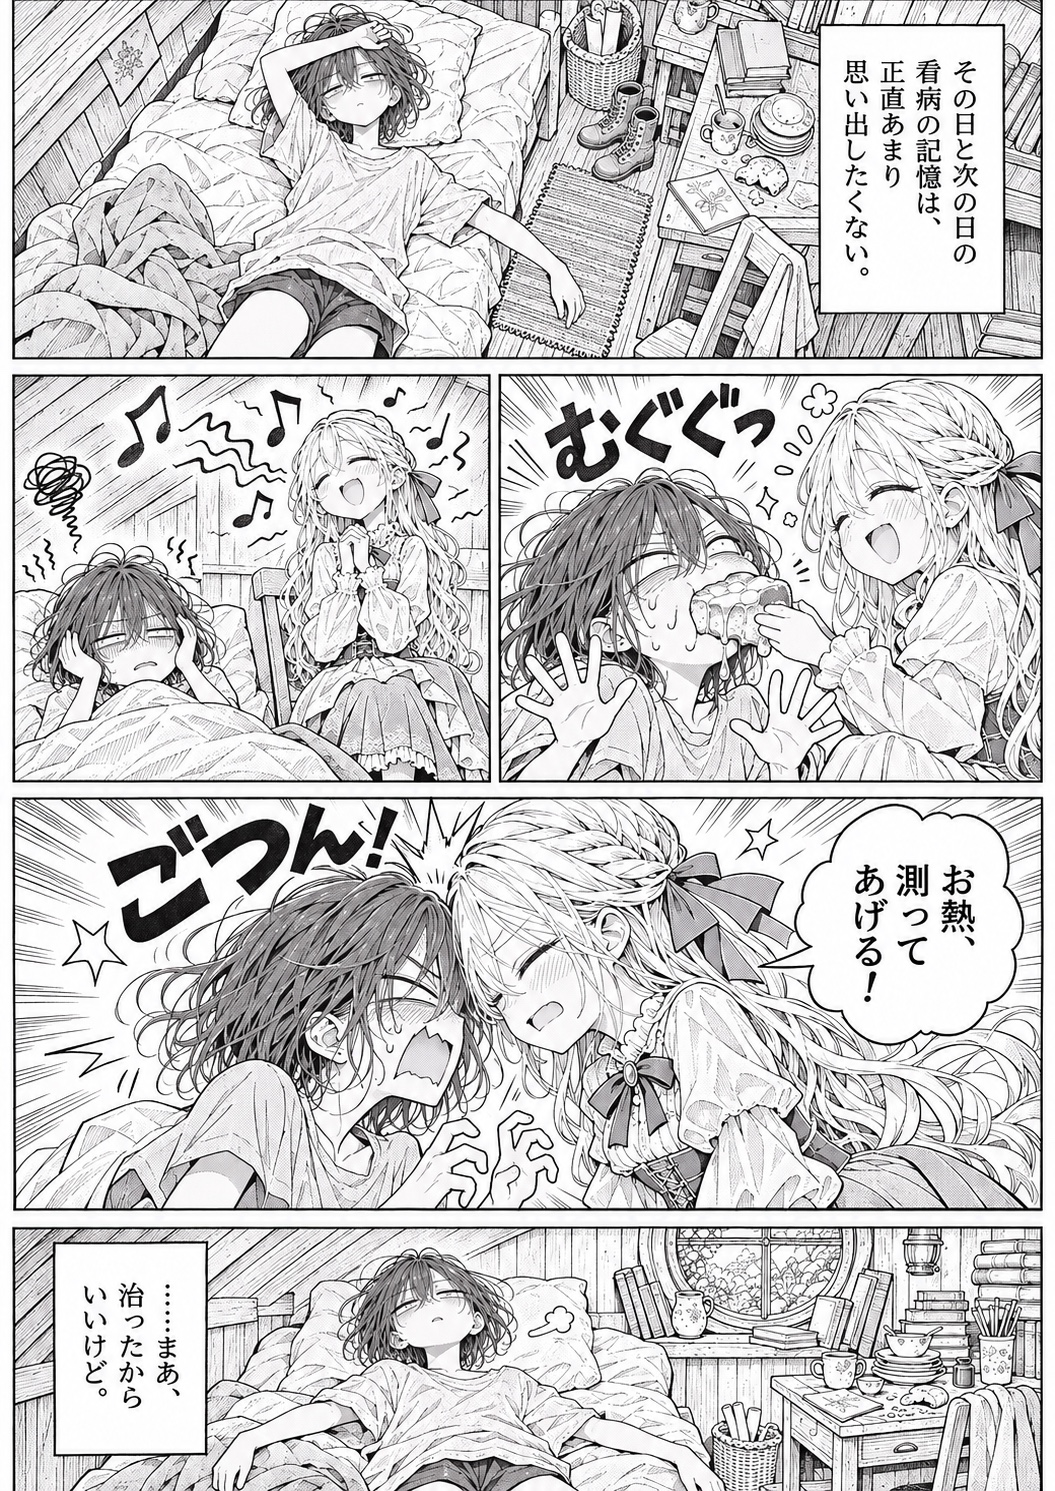 その日と次の日の
看病の記憶は、
正直あまり
思い出したくない。
むぐぐっ
ごつん!
お熱、
測って
あげる!
……まあ、
治ったから
いいけど。